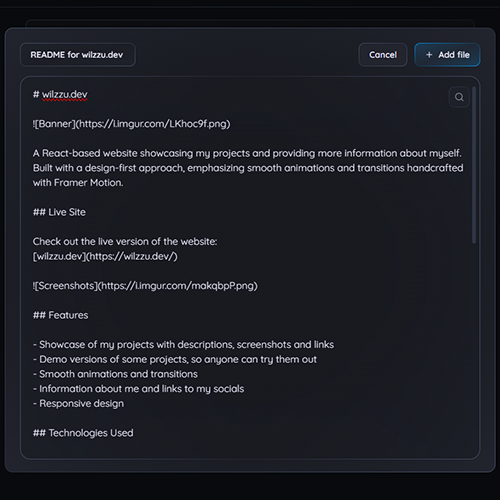 README for wilzzu.dev
Cancel
+ Add file
# wilzzu.dev
![Banner](https://i.imgur.com/LKhoc9f.png)
A React-based website showcasing my projects and providing more information about myself.
Built with a design-first approach, emphasizing smooth animations and transitions handcrafted
with Framer Motion.
## Live Site
Check out the live version of the website:
[wilzzu.dev](https://wilzzu.dev/)
![Screenshots](https://i.imgur.com/makqbpP.png)
## Features
- Showcase of my projects with descriptions, screenshots and links
- Demo versions of some projects, so anyone can try them out
- Smooth animations and transitions
- Information about me and links to my socials
- Responsive design
## Technologies Used